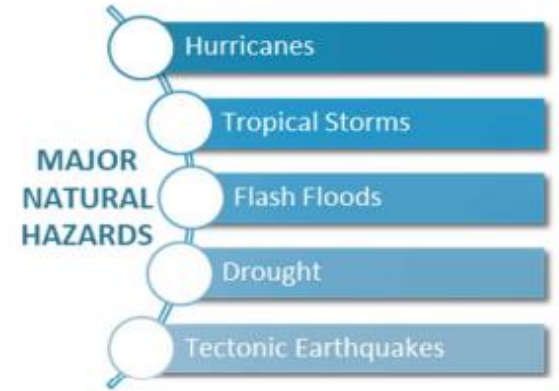 MAJOR
NATURAL
HAZARDS
Hurricanes
Tropical Storms
Flash Floods
Drought
Tectonic Earthquakes